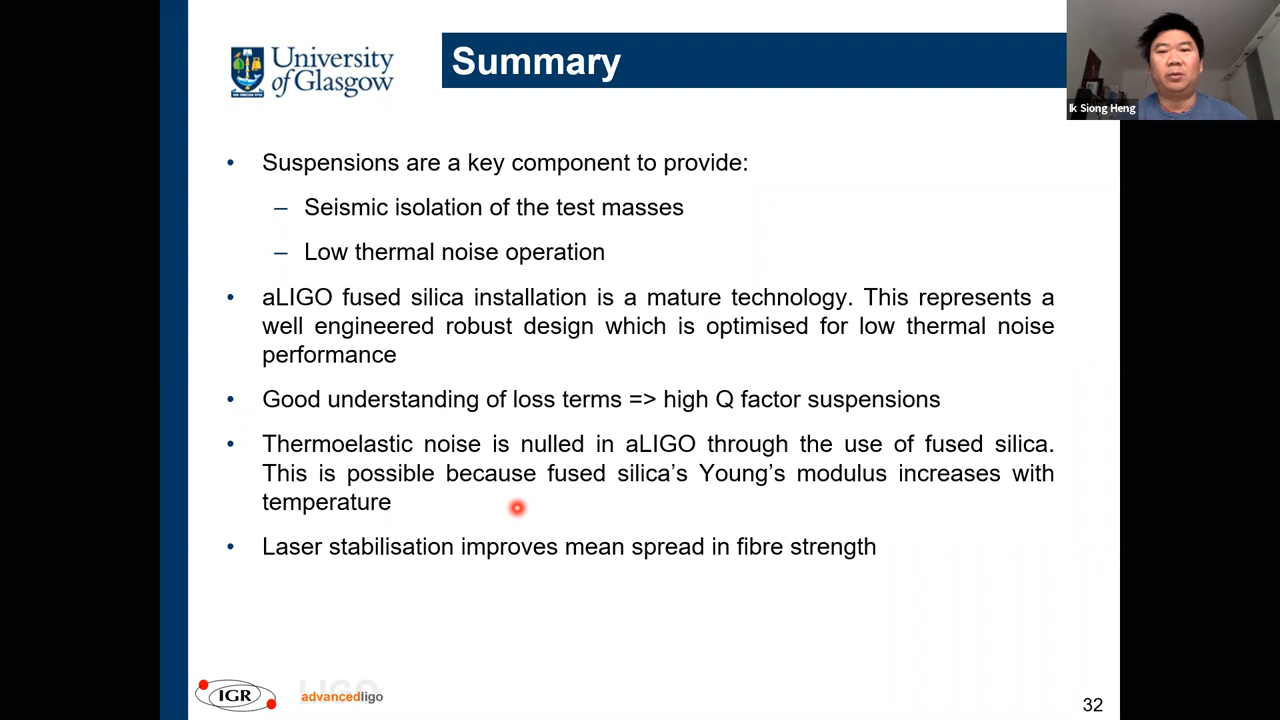 University
of Glasgow
Summary
Ik Siong Heng
• Suspensions are a key component to provide:
– Seismic isolation of the test masses
– Low thermal noise operation
• aLIGO fused silica installation is a mature technology. This represents a
well engineered robust design which is optimised for low thermal noise
performance
• Good understanding of loss terms => high Q factor suspensions
• Thermoelastic noise is nulled in aLIGO through the use of fused silica.
This is possible because fused silica’s Young’s modulus increases with
temperature
• Laser stabilisation improves mean spread in fibre strength
IGR
LIGO
advancedligo
32